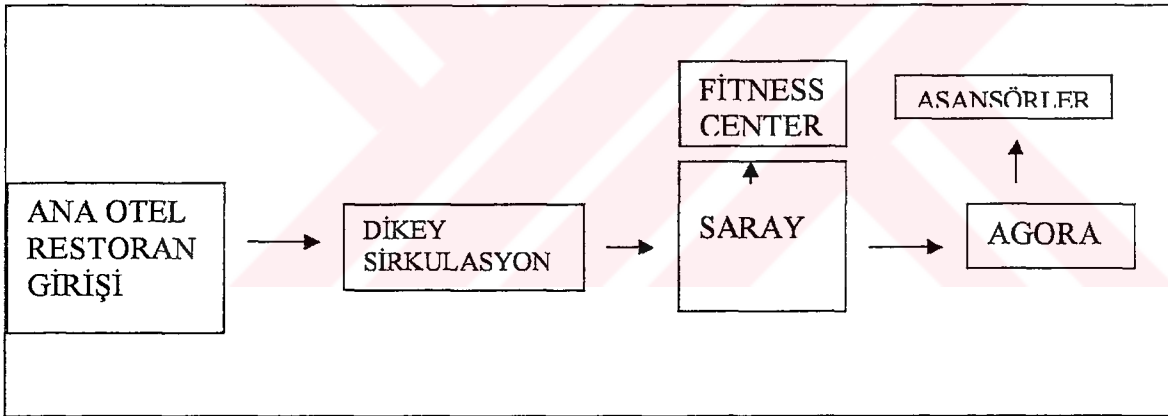 ANA OTEL
RESTORAN
GİRİŞİ
DİKEY
SİRKULASYON
FİTNESS
CENTER
SARAY
ASANSÖRLER
AGORA